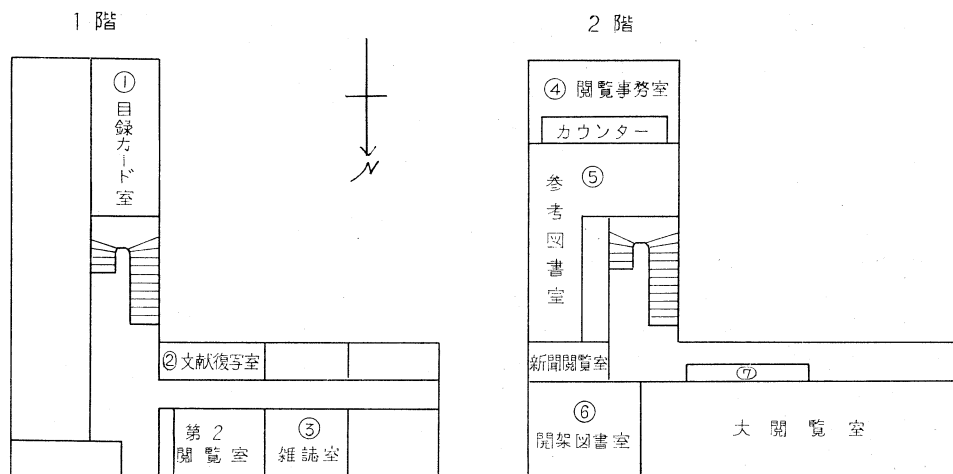 1階
① 目録カード室
N
② 文献復写室
第2
閲覧室
③
雑誌室
2階
④ 閲覧事務室
カウンター
⑤
参考図書室
新聞閲覧室
⑦
⑥
開架図書室
大閲覧室